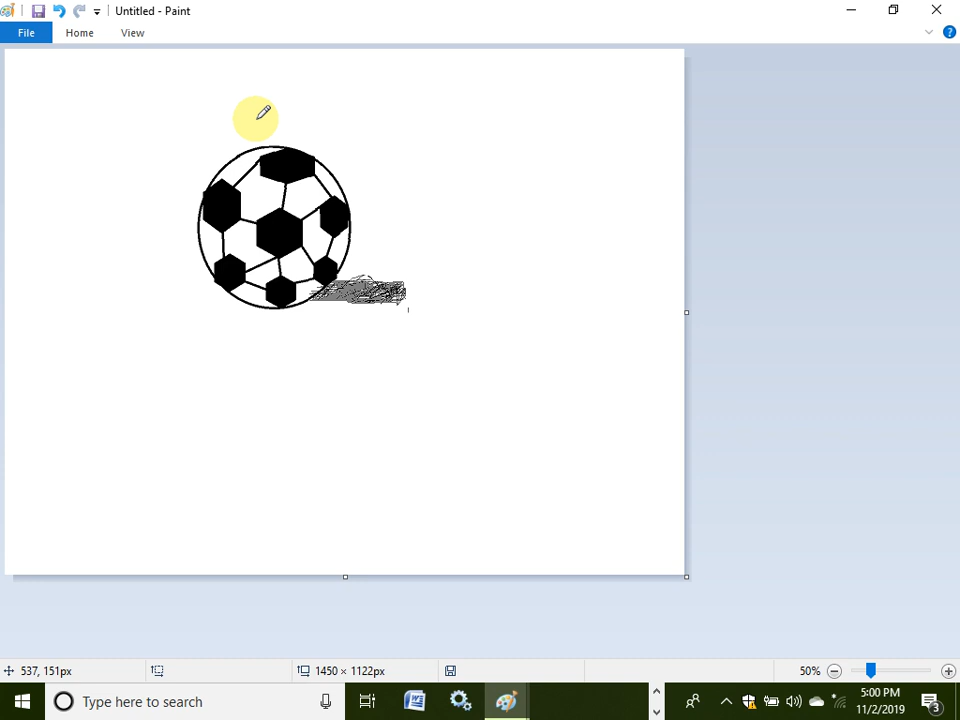 Untitled - Paint
File Home View
537, 151px 1450 × 1122px 50%
Type here to search 5:00 PM
11/2/2019 3